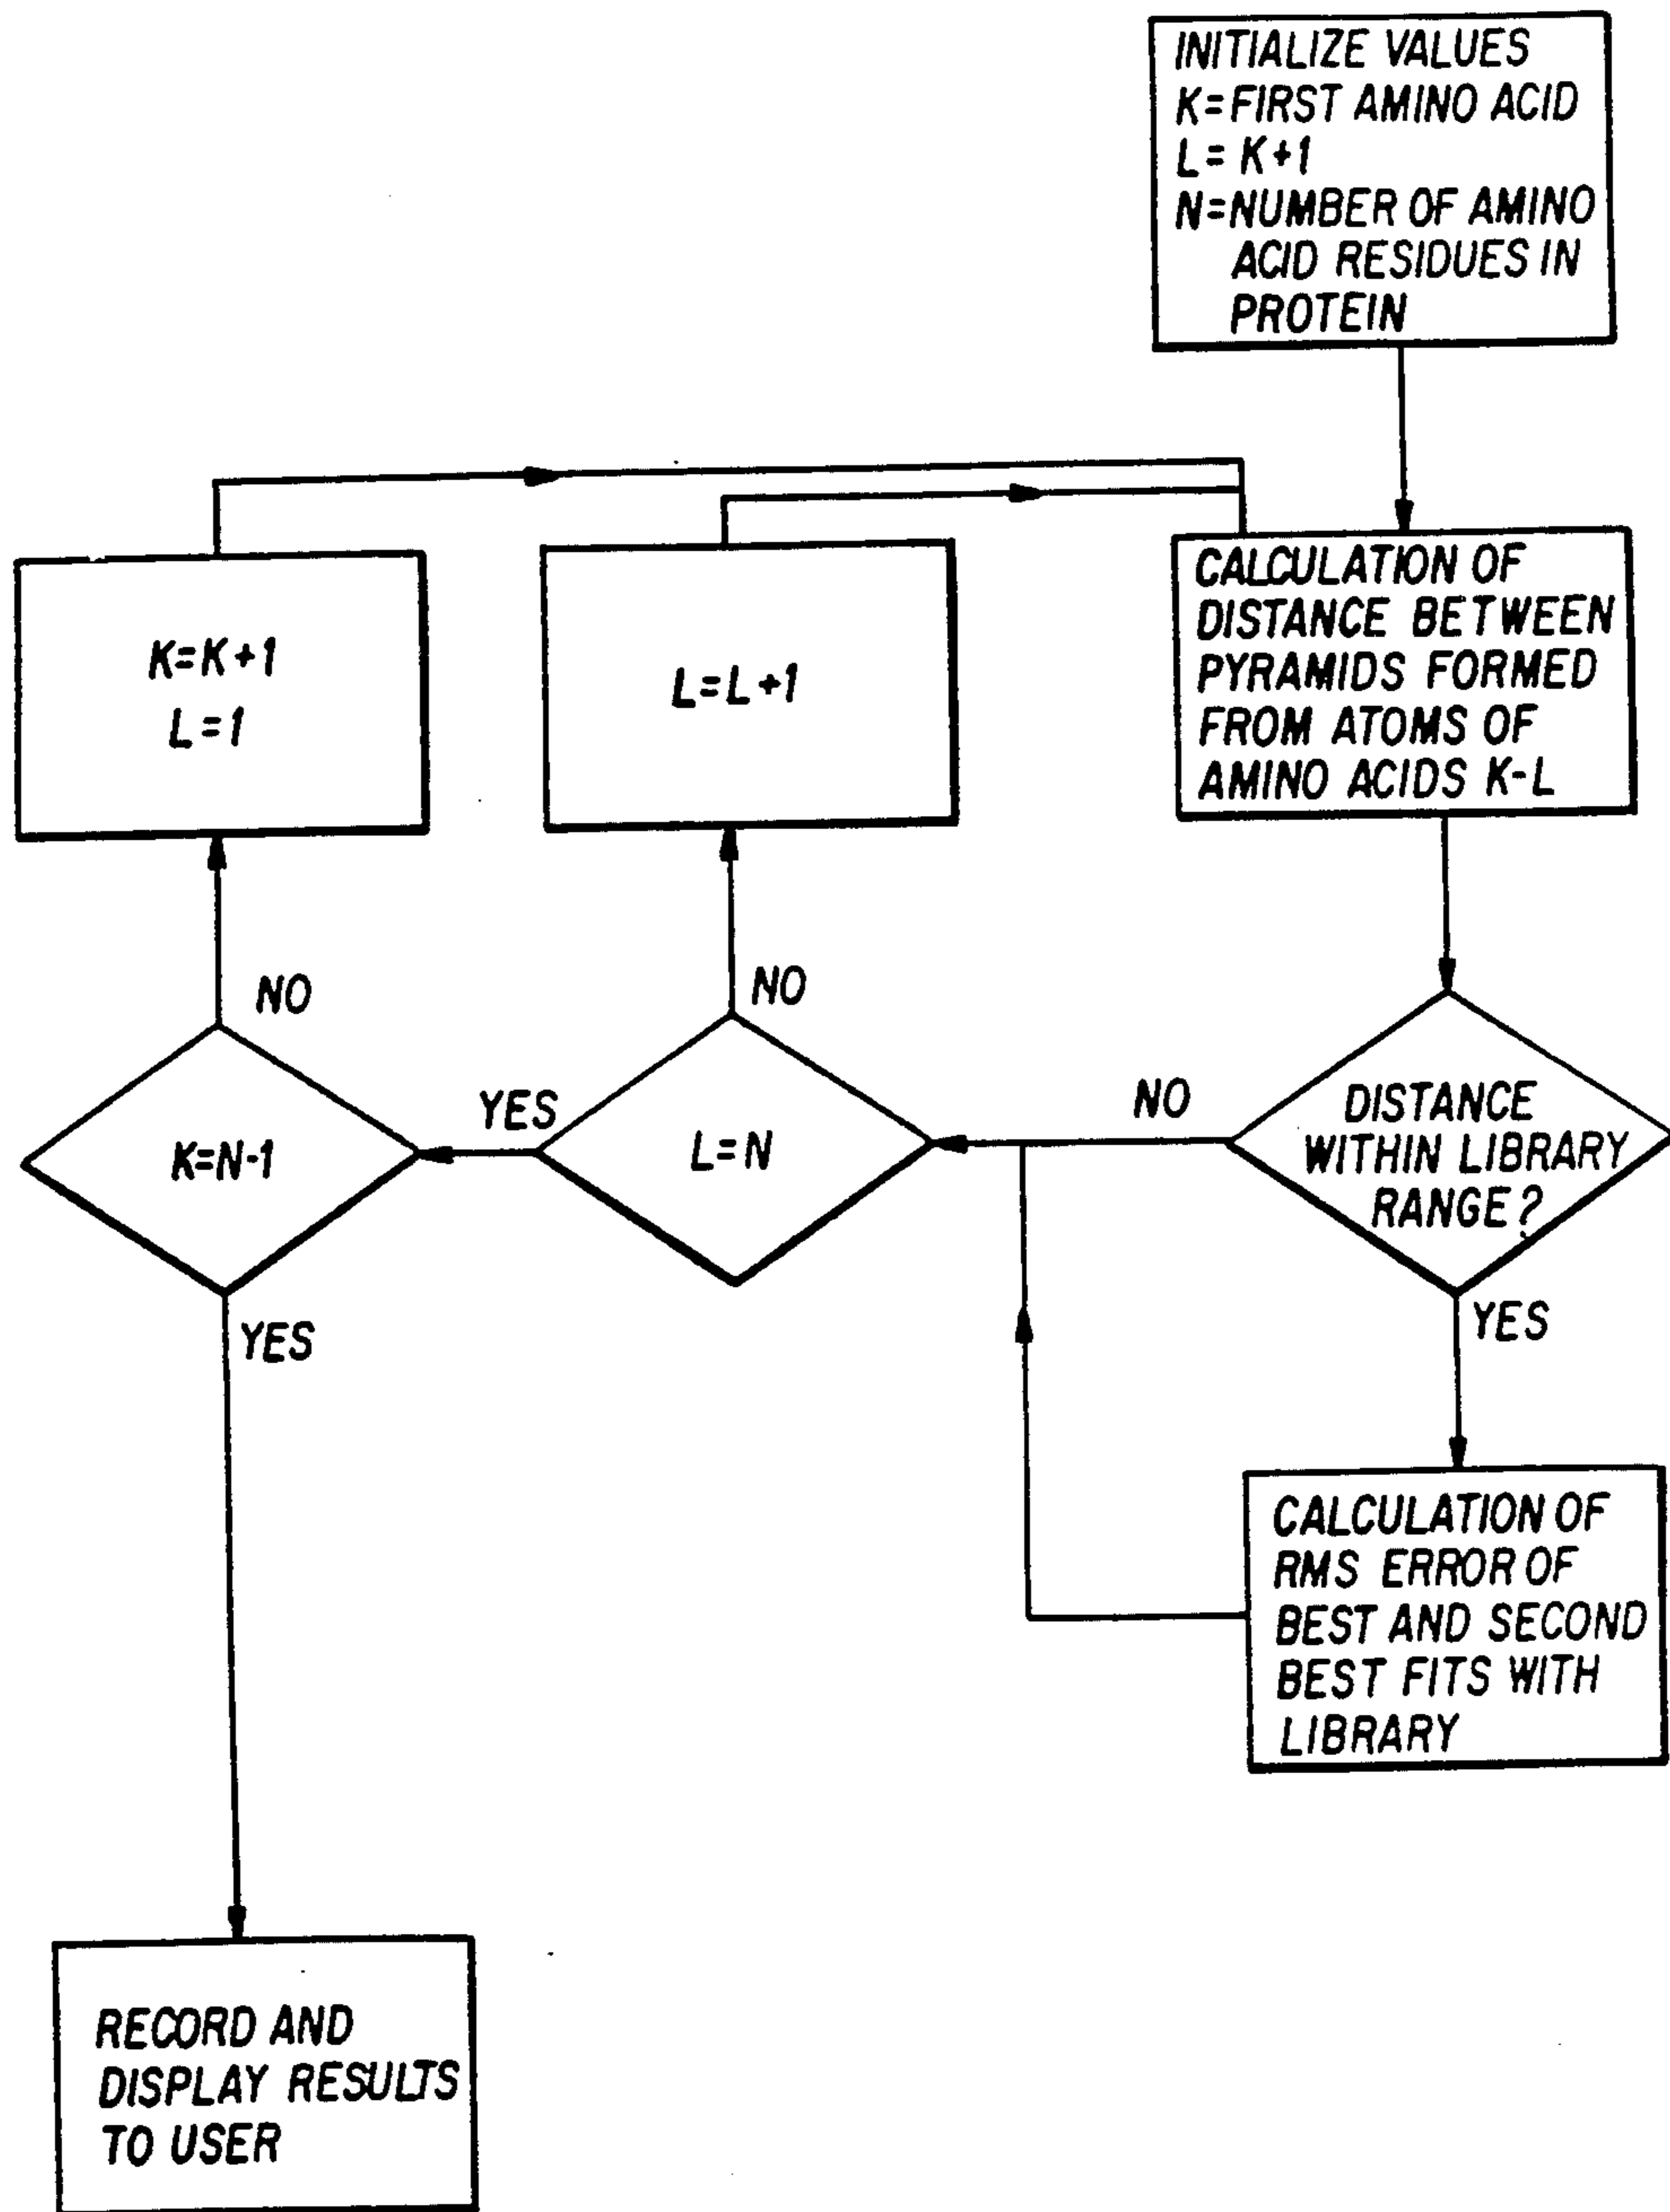 INITIALIZE VALUES
K=FIRST AMINO ACID
L= K+1
N=NUMBER OF AMINO
ACID RESIDUES IN
PROTEIN
CALCULATION OF
DISTANCE BETWEEN
PYRAMIDS FORMED
FROM ATOMS OF
AMINO ACIDS K-L
K=K+1
L=1
L=L+1
NO
NO
NO
YES
K=N-1
L=N
DISTANCE
WITHIN LIBRARY
RANGE?
YES
YES
CALCULATION OF
RMS ERROR OF
BEST AND SECOND
BEST FITS WITH
LIBRARY
RECORD AND
DISPLAY RESULTS
TO USER